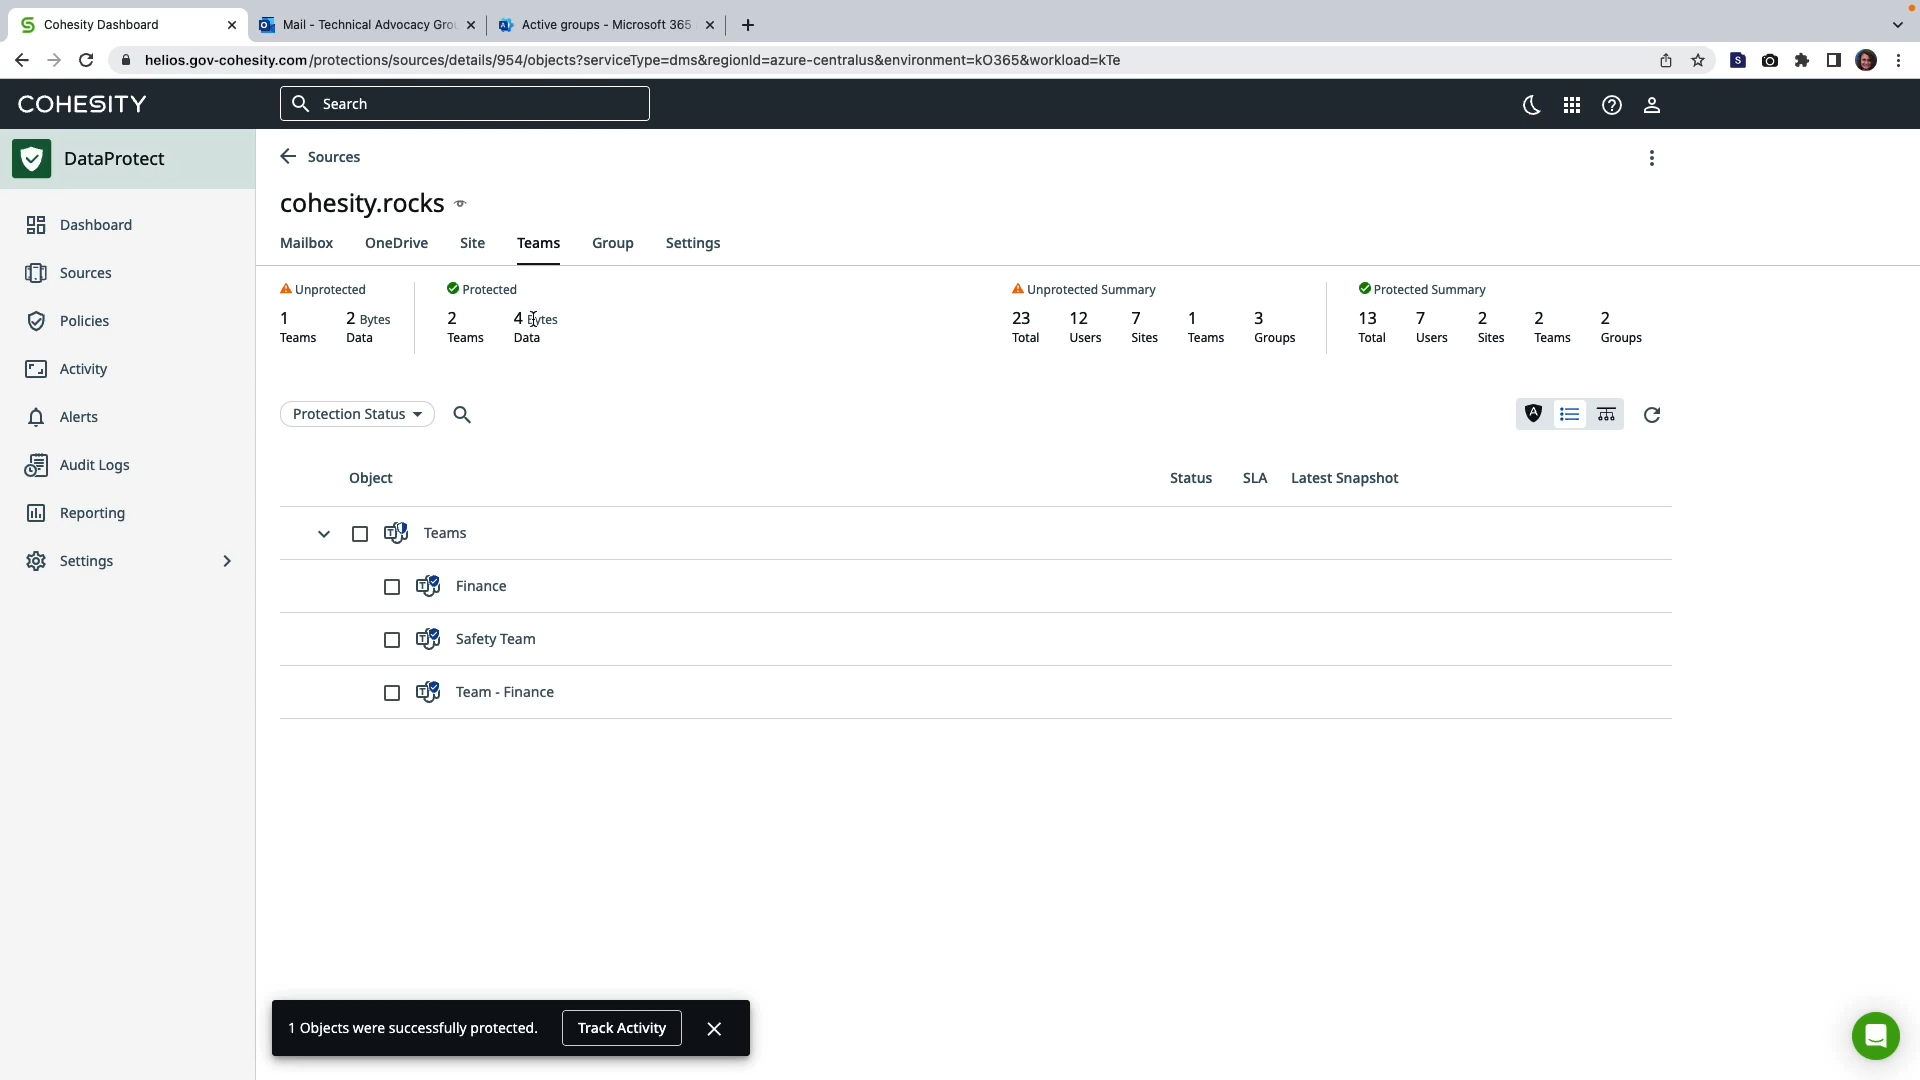 Cohesity Dashboard
Mail - Technical Advocacy Gro
Active groups - Microsoft 365
helios.gov-cohesity.com/protections/sources/details/954/objects?serviceType=dms&regionId=azure-centralus&environment=kO365&workload=kTe
COHESITY
Search
DataProtect
Dashboard
Sources
Policies
Activity
Alerts
Audit Logs
Reporting
Settings
Sources
cohesity.rocks
Mailbox OneDrive Site Teams Group Settings
Unprotected
1 2 Bytes
Teams Data
Protected
2 4 Bytes
Teams Data
Unprotected Summary
23 12 7 1 3
Total Users Sites Teams Groups
Protected Summary
13 7 2 2 2
Total Users Sites Teams Groups
Protection Status
Object Status SLA Latest Snapshot
Teams
Finance
Safety Team
Team - Finance
1 Objects were successfully protected. Track Activity